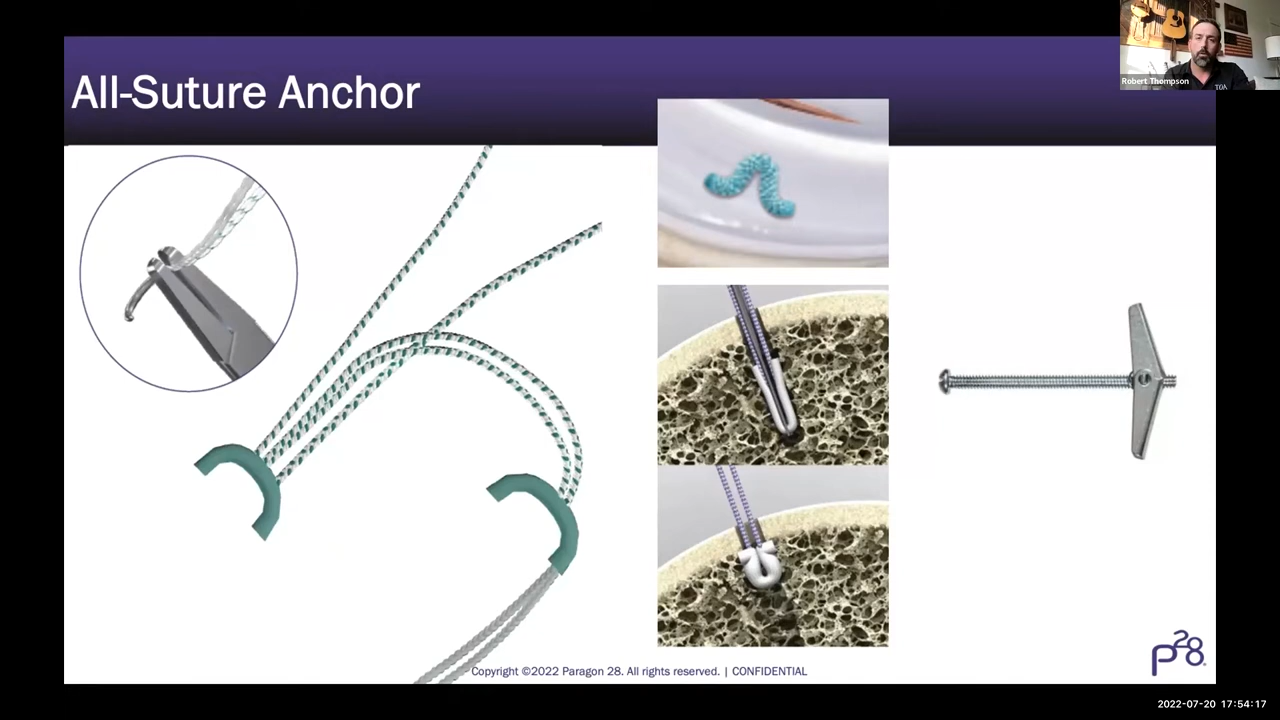 All-Suture Anchor
Robert Thompson
TOA
Copyright ©2022 Paragon 28. All rights reserved. | CONFIDENTIAL
P28
2022-07-20 17:54:17